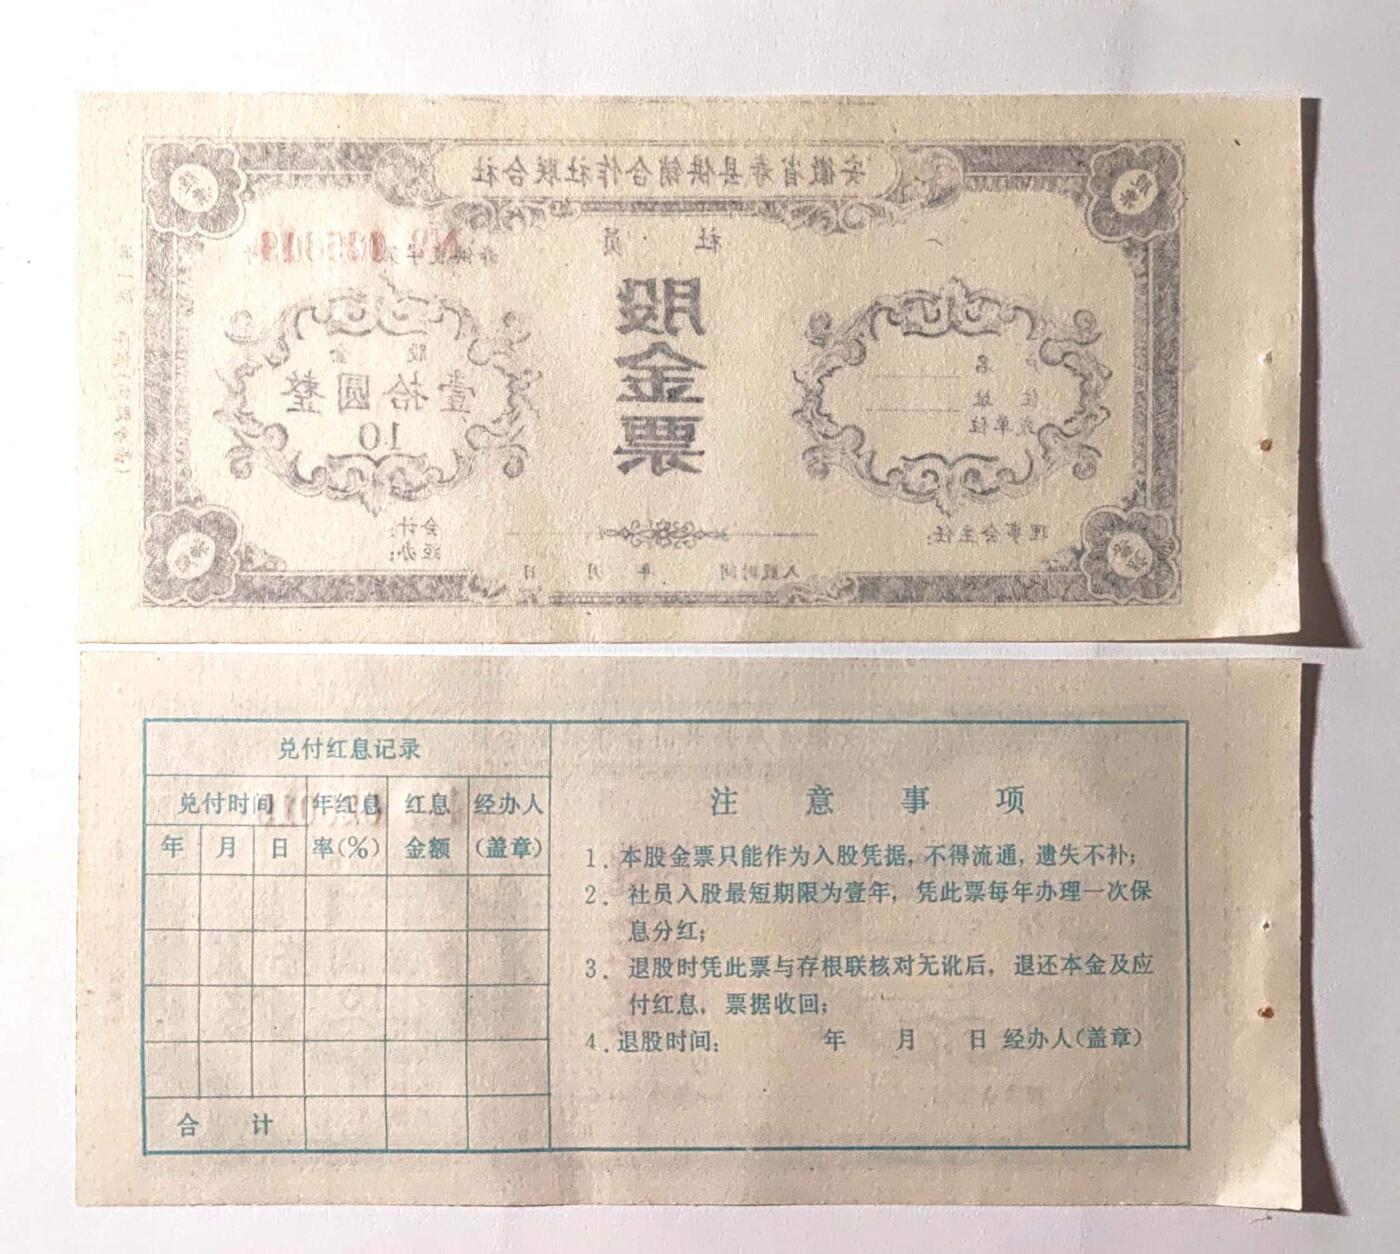 安徽省寿县供销合作社联合社
社员
股金票
户名
住址
或单位
股金
壹拾圆整
10
理事会主任:
会计:
经办:
入股时间 年 月 日
兑付红息记录
兑付时间 年红息率(%) 红息金额 经办人(盖章)
年 月 日
合计
注意事项
1.本股金票只能作为入股凭据,不得流通,遗失不补;
2.社员入股最短期限为壹年,凭此票每年办理一次保
息分红;
3.退股时凭此票与存根联核对无讹后,退还本金及应
付红息,票据收回;
4.退股时间: 年 月 日 经办人(盖章)